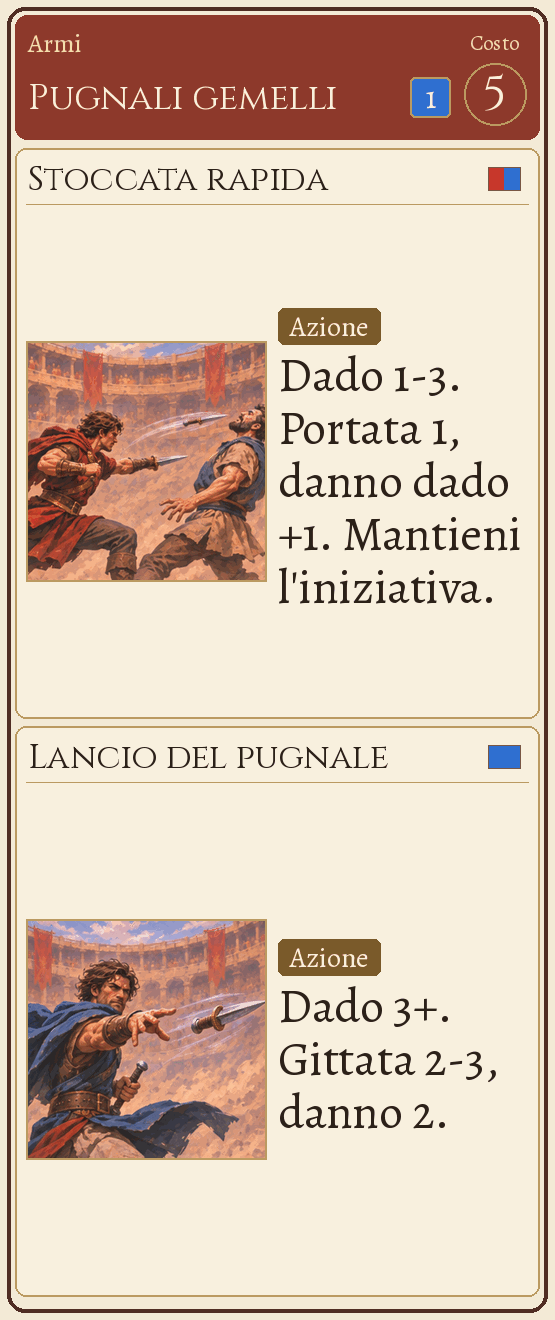 Armi
Costo
Pugnali gemelli
1
5
Stoccata rapida
Azione
Dado 1-3.
Portata 1,
danno dado
+1. Mantieni
l'iniziativa.
Lancio del pugnale
Azione
Dado 3+.
Gittata 2-3,
danno 2.